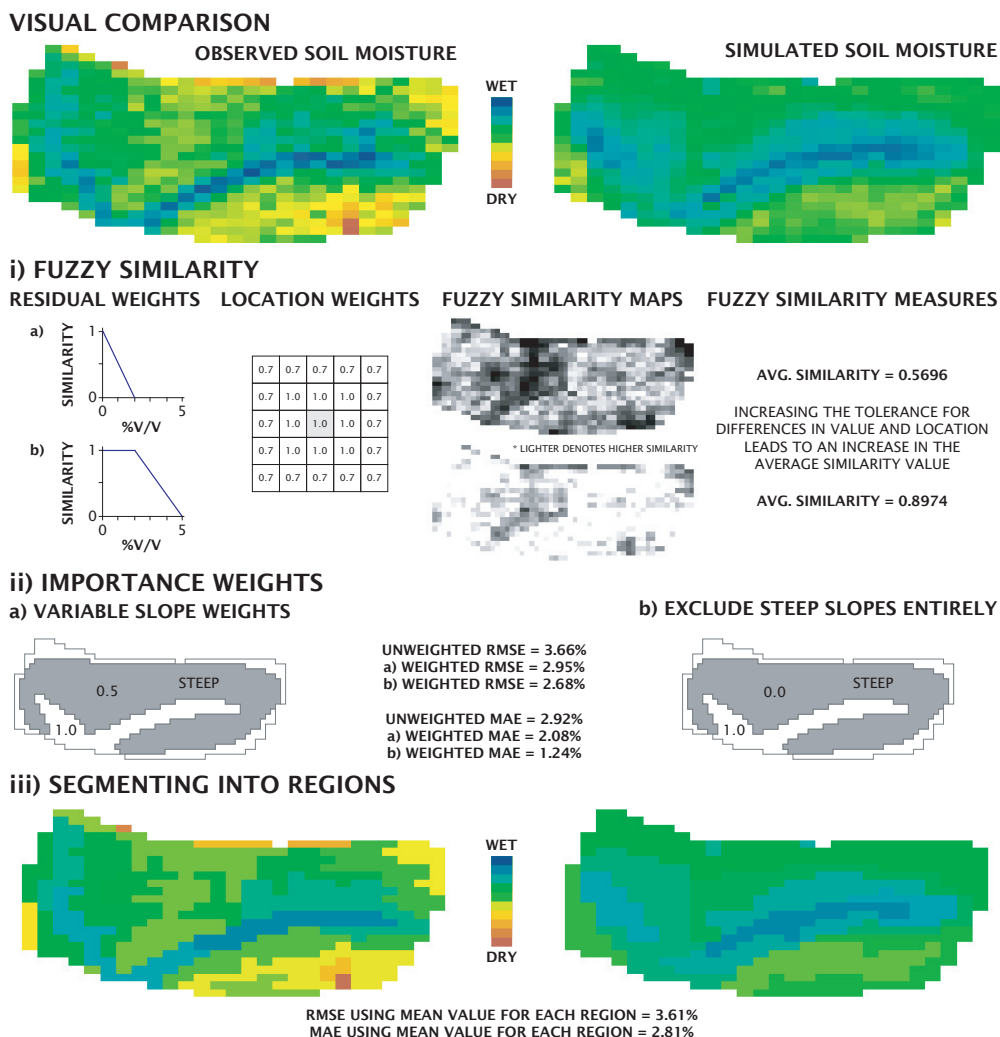 VISUAL COMPARISON
OBSERVED SOIL MOISTURE
SIMULATED SOIL MOISTURE
WET
DRY
i) FUZZY SIMILARITY
RESIDUAL WEIGHTS
LOCATION WEIGHTS
FUZZY SIMILARITY MAPS
FUZZY SIMILARITY MEASURES
a)
SIMILARITY
1
0
0
5
%V/V
b)
SIMILARITY
1
0
0
5
%V/V
0.7 0.7 0.7 0.7 0.7
0.7 1.0 1.0 1.0 0.7
0.7 1.0 1.0 1.0 0.7
0.7 1.0 1.0 1.0 0.7
0.7 0.7 0.7 0.7 0.7
* LIGHTER DENOTES HIGHER SIMILARITY
AVG. SIMILARITY = 0.5696
INCREASING THE TOLERANCE FOR
DIFFERENCES IN VALUE AND LOCATION
LEADS TO AN INCREASE IN THE
AVERAGE SIMILARITY VALUE
AVG. SIMILARITY = 0.8974
ii) IMPORTANCE WEIGHTS
a) VARIABLE SLOPE WEIGHTS
b) EXCLUDE STEEP SLOPES ENTIRELY
0.5
STEEP
1.0
UNWEIGHTED RMSE = 3.66%
a) WEIGHTED RMSE = 2.95%
b) WEIGHTED RMSE = 2.68%
UNWEIGHTED MAE = 2.92%
a) WEIGHTED MAE = 2.08%
b) WEIGHTED MAE = 1.24%
0.0
STEEP
1.0
iii) SEGMENTING INTO REGIONS
WET
DRY
RMSE USING MEAN VALUE FOR EACH REGION = 3.61%
MAE USING MEAN VALUE FOR EACH REGION = 2.81%